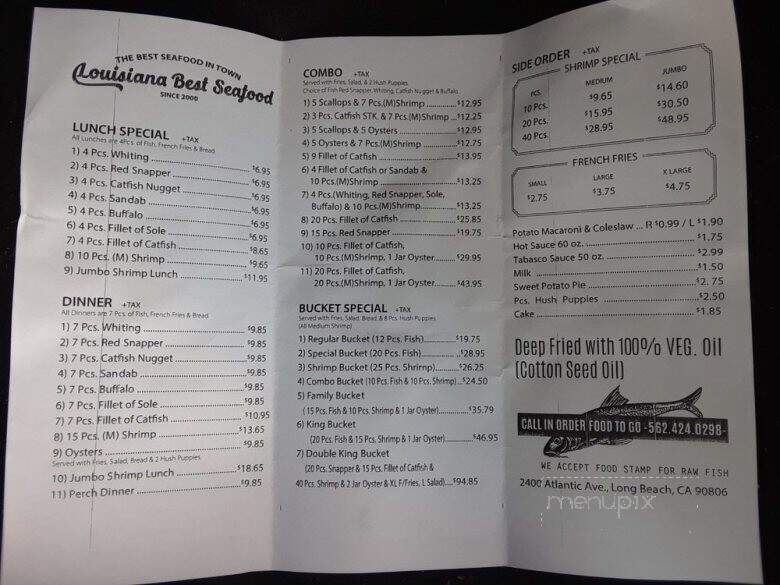 THE BEST SEAFOOD IN TOWN
Louisiana Best Seafood
SINCE 2000
LUNCH SPECIAL +TAX
All Lunches are 4Pcs. of Fish, French Fries & Bread
1) 4 Pcs. Whiting $6.95
2) 4 Pcs. Red Snapper $6.95
3) 4 Pcs. Catfish Nugget $6.95
4) 4 Pcs. Sandab $6.95
5) 4 Pcs. Buffalo $6.95
6) 4 Pcs. Fillet of Sole $6.95
7) 4 Pcs. Fillet of Catfish $8.65
8) 10 Pcs. (M) Shrimp $9.65
9) Jumbo Shrimp Lunch $11.95
DINNER +TAX
All Dinners are 7 Pcs. of Fish, French Fries & Bread
1) 7 Pcs. Whiting $9.85
2) 7 Pcs. Red Snapper $9.85
3) 7 Pcs. Catfish Nugget $9.85
4) 7 Pcs. Sandab $9.85
5) 7 Pcs. Buffalo $9.85
6) 7 Pcs. Fillet of Sole $9.85
7) 7 Pcs. Fillet of Catfish $10.95
8) 15 Pcs. (M) Shrimp $13.65
9) Oysters $9.85
Served with Fries, Salad, Bread & 2 Hush Puppies
10) Jumbo Shrimp Lunch $18.65
11) Perch Dinner $9.85
COMBO +TAX
Served with Fries, Salad, & 2 Hush Puppies
Choice of Fish Red Snapper, Whiting, Catfish Nugget & Buffalo
1) 5 Scallops & 7 Pcs.(M)Shrimp $12.95
2) 3 Pcs. Catfish STK. & 7 Pcs.(M)Shrimp $12.25
3) 5 Scallops & 5 Oysters $12.95
4) 5 Oysters & 7 Pcs.(M)Shrimp $12.75
5) 9 Fillet of Catfish $13.95
6) 4 Fillet of Catfish or Sandab &
10 Pcs.(M)Shrimp $13.25
7) 4 Pcs.(Whiting, Red Snapper, Sole,
Buffalo) & 10 Pcs.(M)Shrimp $13.25
8) 20 Pcs. Fillet of Catfish $25.85
9) 15 Pcs. Red Snapper $19.75
10) 10 Pcs. Fillet of Catfish,
10 Pcs.(M)Shrimp, 1 Jar Oyster $29.95
11) 20 Pcs. Fillet of Catfish,
20 Pcs.(M)Shrimp, 1 Jar Oyster $43.95
BUCKET SPECIAL +TAX
Served with Fries, Salad, Bread, & 8 Pcs. Hush Puppies.
(All Medium Shrimp)
1) Regular Bucket (12 Pcs. Fish) $19.75
2) Special Bucket (20 Pcs. Fish) $28.95
3) Shrimp Bucket (25 Pcs. Shrimp) $26.25
4) Combo Bucket (10 Pcs. Fish & 10 Pcs. Shrimp) $24.50
5) Family Bucket
( 15 Pcs. Fish & 10 Pcs. Shrimp & 1 Jar Oyster) $35.79
6) King Bucket
(20 Pcs. Fish & 15 Pcs. Shrimp & 1 Jar Oyster) $46.95
7) Double King Bucket
(20 Pcs. Snapper & 15 Pcs. Fillet of Catfish &
40 Pcs. Shrimp & 2 Jar Oyster & XL F/Fries, L Salad) $94.85
SIDE ORDER +TAX
SHRIMP SPECIAL
PCS. MEDIUM JUMBO
10 Pcs. $9.65 $14.60
20 Pcs. $15.95 $30.50
40 Pcs. $28.95 $48.95
FRENCH FRIES
SMALL LARGE X LARGE
$2.75 $3.75 $4.75
Potato Macaroni & Coleslaw ... R $0.99 / L $1.90
Hot Sauce 60 oz. $1.75
Tabasco Sauce 50 oz. $2.99
Milk $1.50
Sweet Potato Pie $2.75
Pcs. Hush Puppies $2.50
Cake $1.85
Deep Fried with 100% VEG. Oil
(Cotton Seed Oil)
CALL IN ORDER FOOD TO GO -562.424.0298-
WE ACCEPT FOOD STAMP FOR RAW FISH
2400 Atlantic Ave., Long Beach, CA 90806
menupix